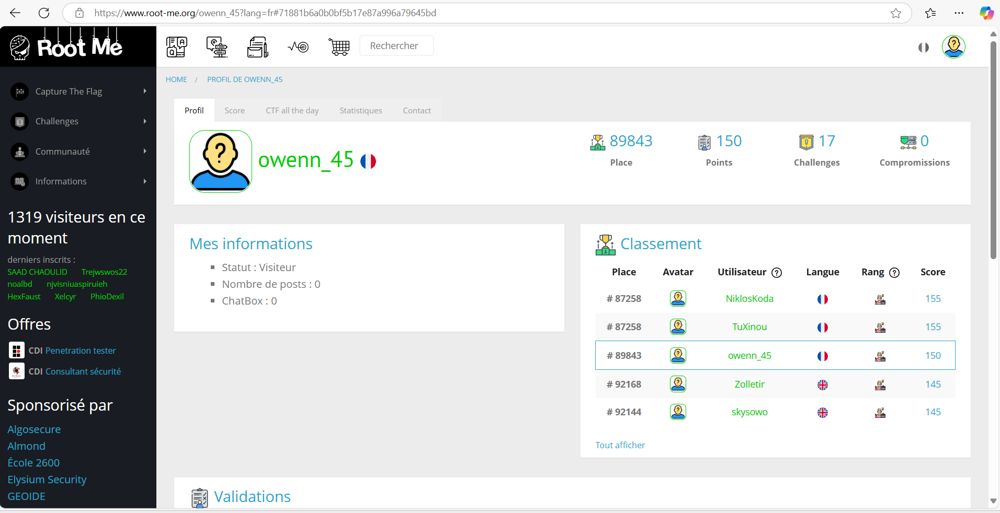 https://www.root-me.org/owenn_45?lang=fr#71881b6a0b0bf5b17e87a996a79645bd
Root Me
Rechercher
Capture The Flag
Challenges
Communauté
Informations
1319 visiteurs en ce
moment
derniers inscrits :
SAAD CHAOULID Trejwswos22
noalbd njvisniuaspiruieh
HexFaust Xelcyr PhioDexil
Offres
CDI Penetration tester
CDI Consultant sécurité
Sponsorisé par
Algosecure
Almond
École 2600
Elysium Security
GEOIDE
HOME / PROFIL DE OWENN_45
Profil Score CTF all the day Statistiques Contact
owenn_45
89843 150 17 0
Place Points Challenges Compromissions
Mes informations
Statut : Visiteur
Nombre de posts : 0
ChatBox : 0
Classement
Place Avatar Utilisateur ? Langue Rang ? Score
# 87258 NiklosKoda 155
# 87258 TuXinou 155
# 89843 owenn_45 150
# 92168 Zolletir 145
# 92144 skysowo 145
Tout afficher
Validations